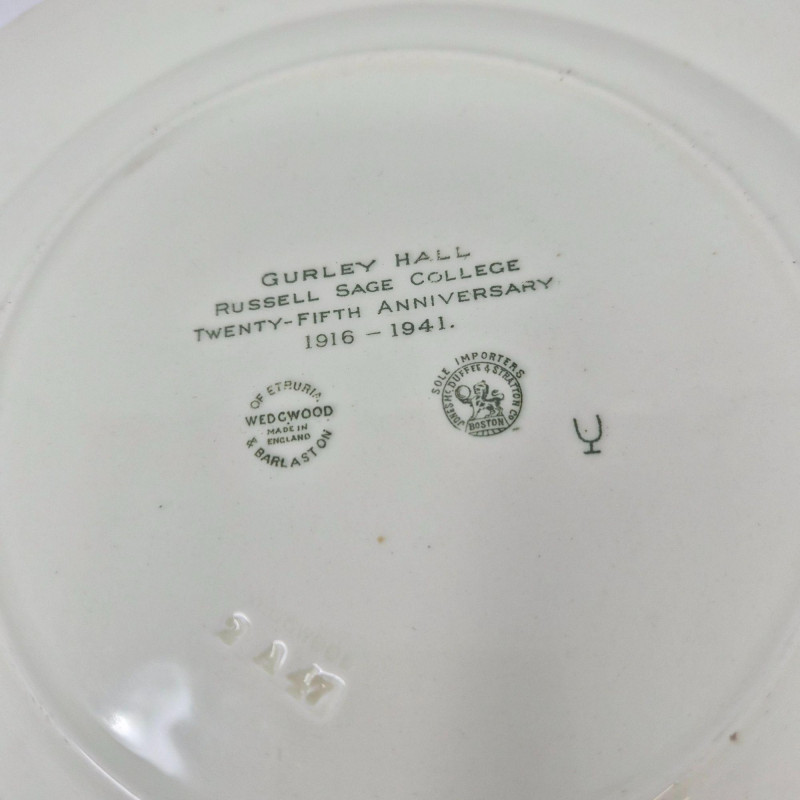 GURLEY HALL
RUSSELL SAGE COLLEGE
TWENTY-FIFTH ANNIVERSARY
1916 – 1941.
OF ETRURIA
WEDGWOOD
MADE IN
ENGLAND
& BARLASTON
SOLE IMPORTERS
JONES MCDUFFEE & STRATTON CO
BOSTON
A 47